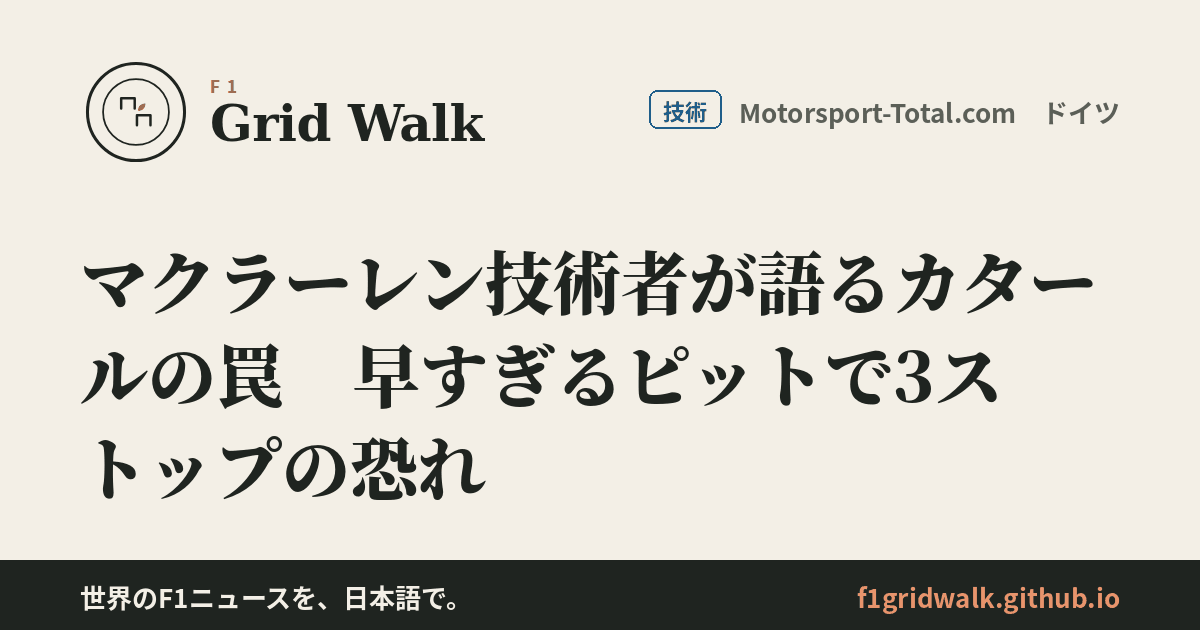 F1
Grid Walk
技術 Motorsport-Total.com ドイツ
マクラーレン技術者が語るカター
ルの罠　早すぎるピットで3ス
トップの恐れ
世界のF1ニュースを、日本語で。
f1gridwalk.github.io